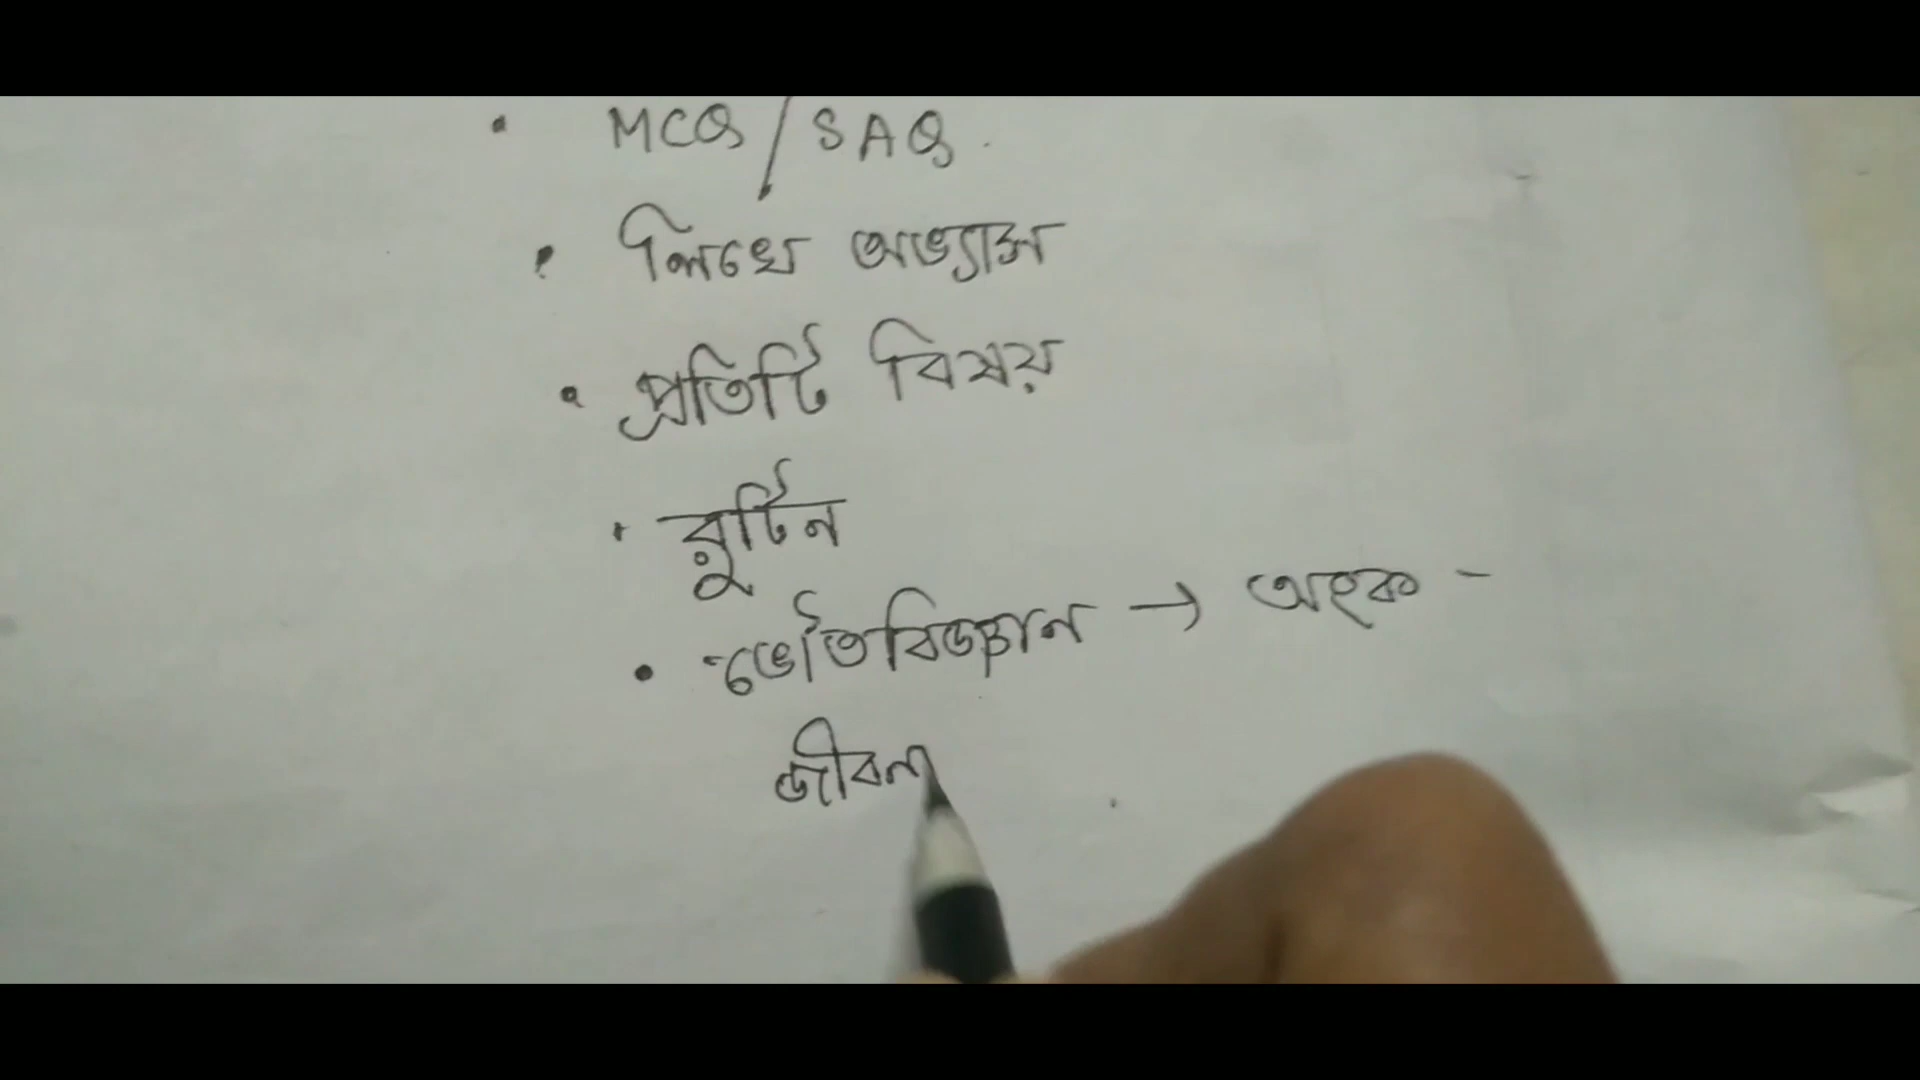 • MCQ / SAQ.
• লিখে অভ্যাস
• প্রতিটি বিষয়
• রুটিন
• ভৌতবিজ্ঞান → অংক -
জীবন